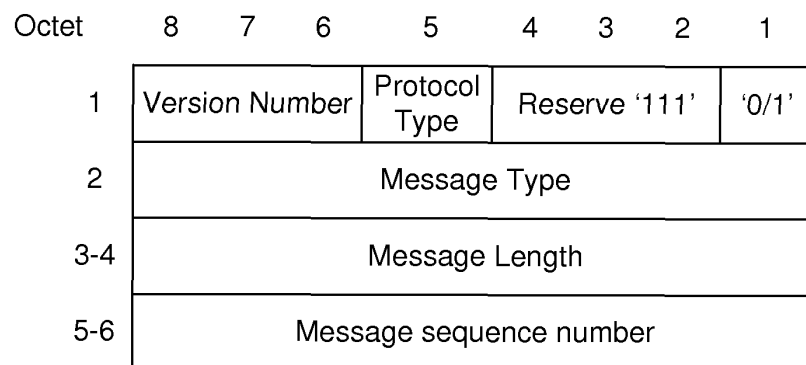 Octet 8 7 6 5 4 3 2 1
1 Version Number Protocol Type Reserve ‘111’ ‘0/1’
2 Message Type
3-4 Message Length
5-6 Message sequence number